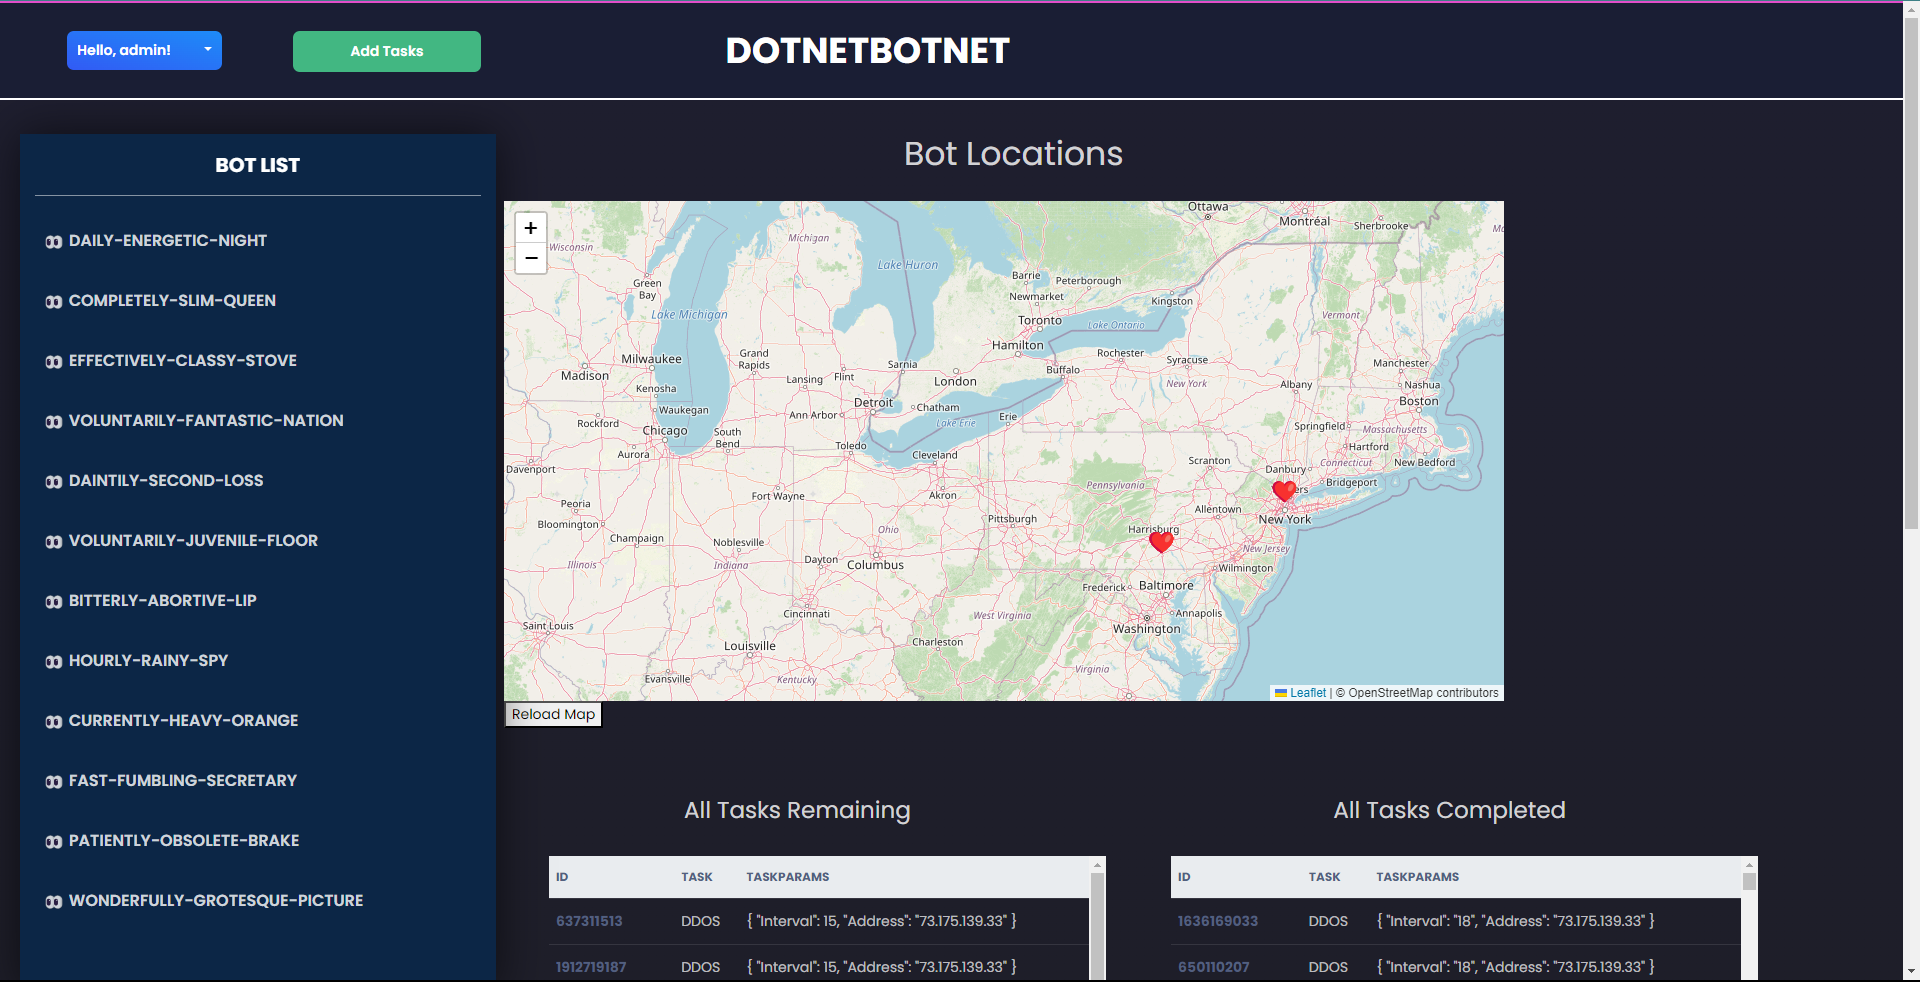 Hello, admin!
Add Tasks
DOTNETBOTNET
BOT LIST
DAILY-ENERGETIC-NIGHT
COMPLETELY-SLIM-QUEEN
EFFECTIVELY-CLASSY-STOVE
VOLUNTARILY-FANTASTIC-NATION
DAINTILY-SECOND-LOSS
VOLUNTARILY-JUVENILE-FLOOR
BITTERLY-ABORTIVE-LIP
HOURLY-RAINY-SPY
CURRENTLY-HEAVY-ORANGE
FAST-FUMBLING-SECRETARY
PATIENTLY-OBSOLETE-BRAKE
WONDERFULLY-GROTESQUE-PICTURE
Bot Locations
+
−
Ottawa
Montréal
Sherbrooke
Wisconsin
Michigan
Lake Huron
Barrie
Peterborough
Green
Bay
Newmarket
Kingston
Lake Michigan
Toronto
Lake Ontario
Vermont
Hamilton
Milwaukee
Grand
Rapids
Rochester
Syracuse
Manchester
Madison
Sarnia
Buffalo
Kenosha
Lansing
Flint
London
New York
Albany
Nashua
Waukegan
Ann Arbor
Detroit
Chatham
Boston
Rockford
Chicago
South
Bend
Erie
Lake Erie
Springfield
Massachusetts
Toledo
Hartford
Aurora
Cleveland
Scranton
Danbury
Connecticut
New Bedford
Davenport
Bridgeport
Fort Wayne
Akron
Pennsylvania
ers
Peoria
Allentown
Bloomington
Pittsburgh
New York
Champaign
Noblesville
Ohio
Harrisburg
New Jersey
Illinois
Indiana
Dayton
Columbus
Wilmington
Frederick
Baltimore
Cincinnati
West Virginia
Annapolis
Saint Louis
Washington
Louisville
Charleston
Evansville
Kentucky
Virginia
Leaflet | © OpenStreetMap contributors
Reload Map
All Tasks Remaining
ID TASK TASKPARAMS
637311513 DDOS { "Interval": 15, "Address": "73.175.139.33" }
1912719187 DDOS { "Interval": 15, "Address": "73.175.139.33" }
All Tasks Completed
ID TASK TASKPARAMS
1636169033 DDOS { "Interval": "18", "Address": "73.175.139.33" }
650110207 DDOS { "Interval": "18", "Address": "73.175.139.33" }